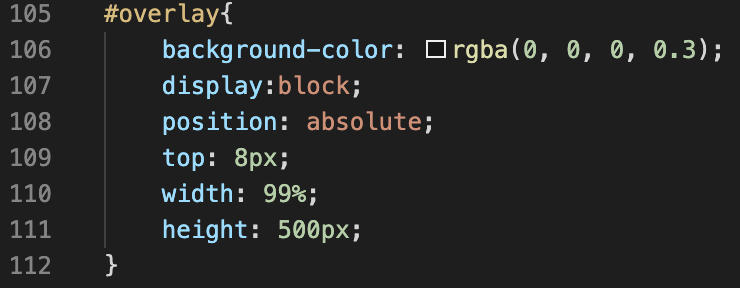 105 #overlay{
106 background-color: rgba(0, 0, 0, 0.3);
107 display:block;
108 position: absolute;
109 top: 8px;
110 width: 99%;
111 height: 500px;
112 }